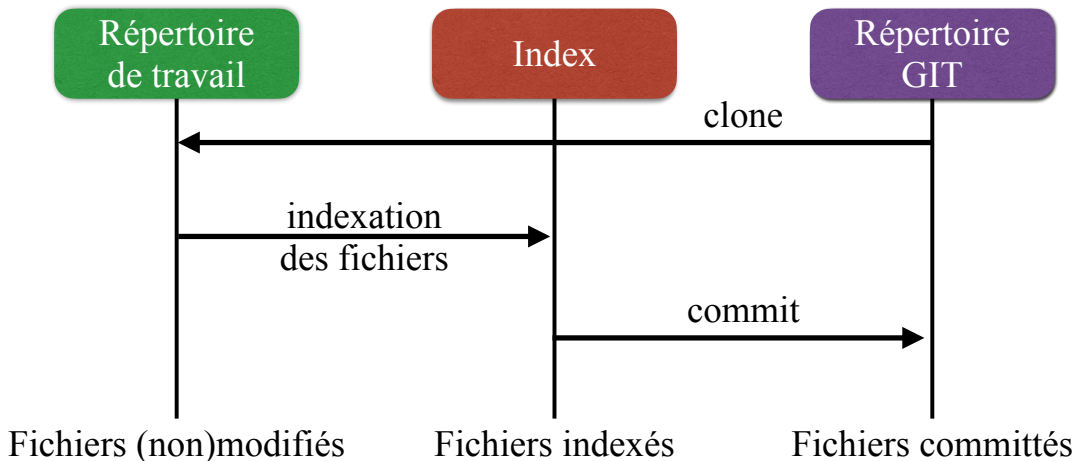 Répertoire
de travail
Index
Répertoire
GIT
clone
indexation
des fichiers
commit
Fichiers (non)modifiés
Fichiers indexés
Fichiers committés